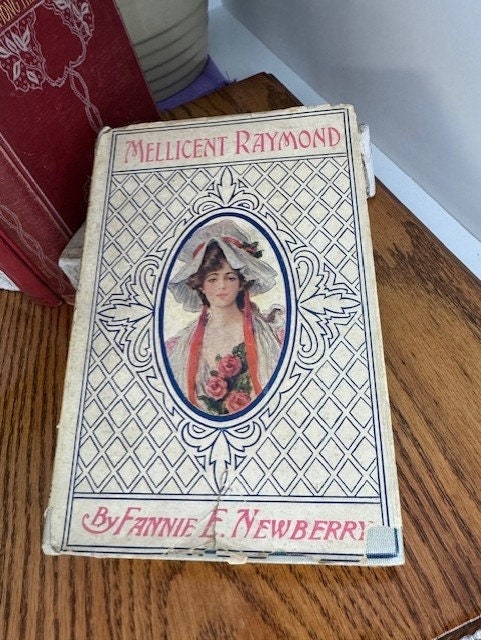 MELLICENT RAYMOND
BY FANNIE E. NEWBERRY